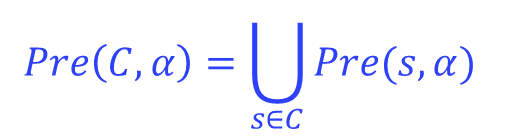 Pre(C, α) = ⋃ Pre(s, α)
s∈C